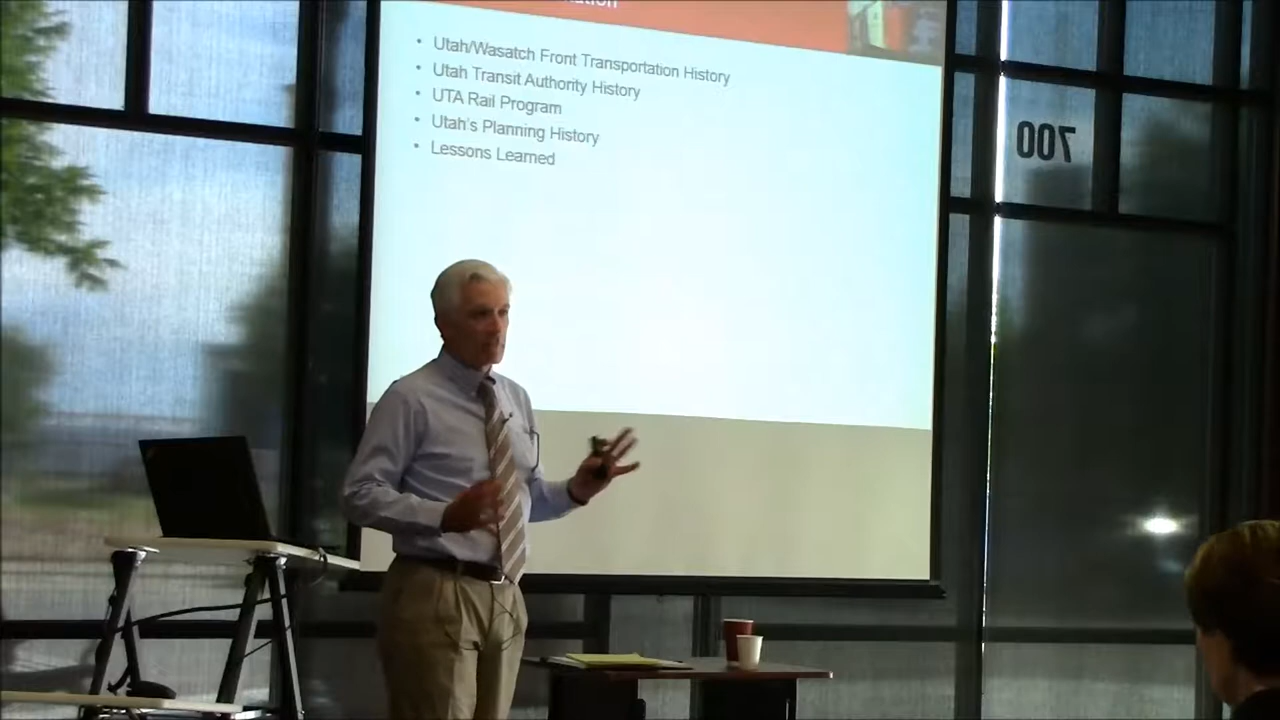 • Utah/Wasatch Front Transportation History
• Utah Transit Authority History
• UTA Rail Program
• Utah's Planning History
• Lessons Learned
700